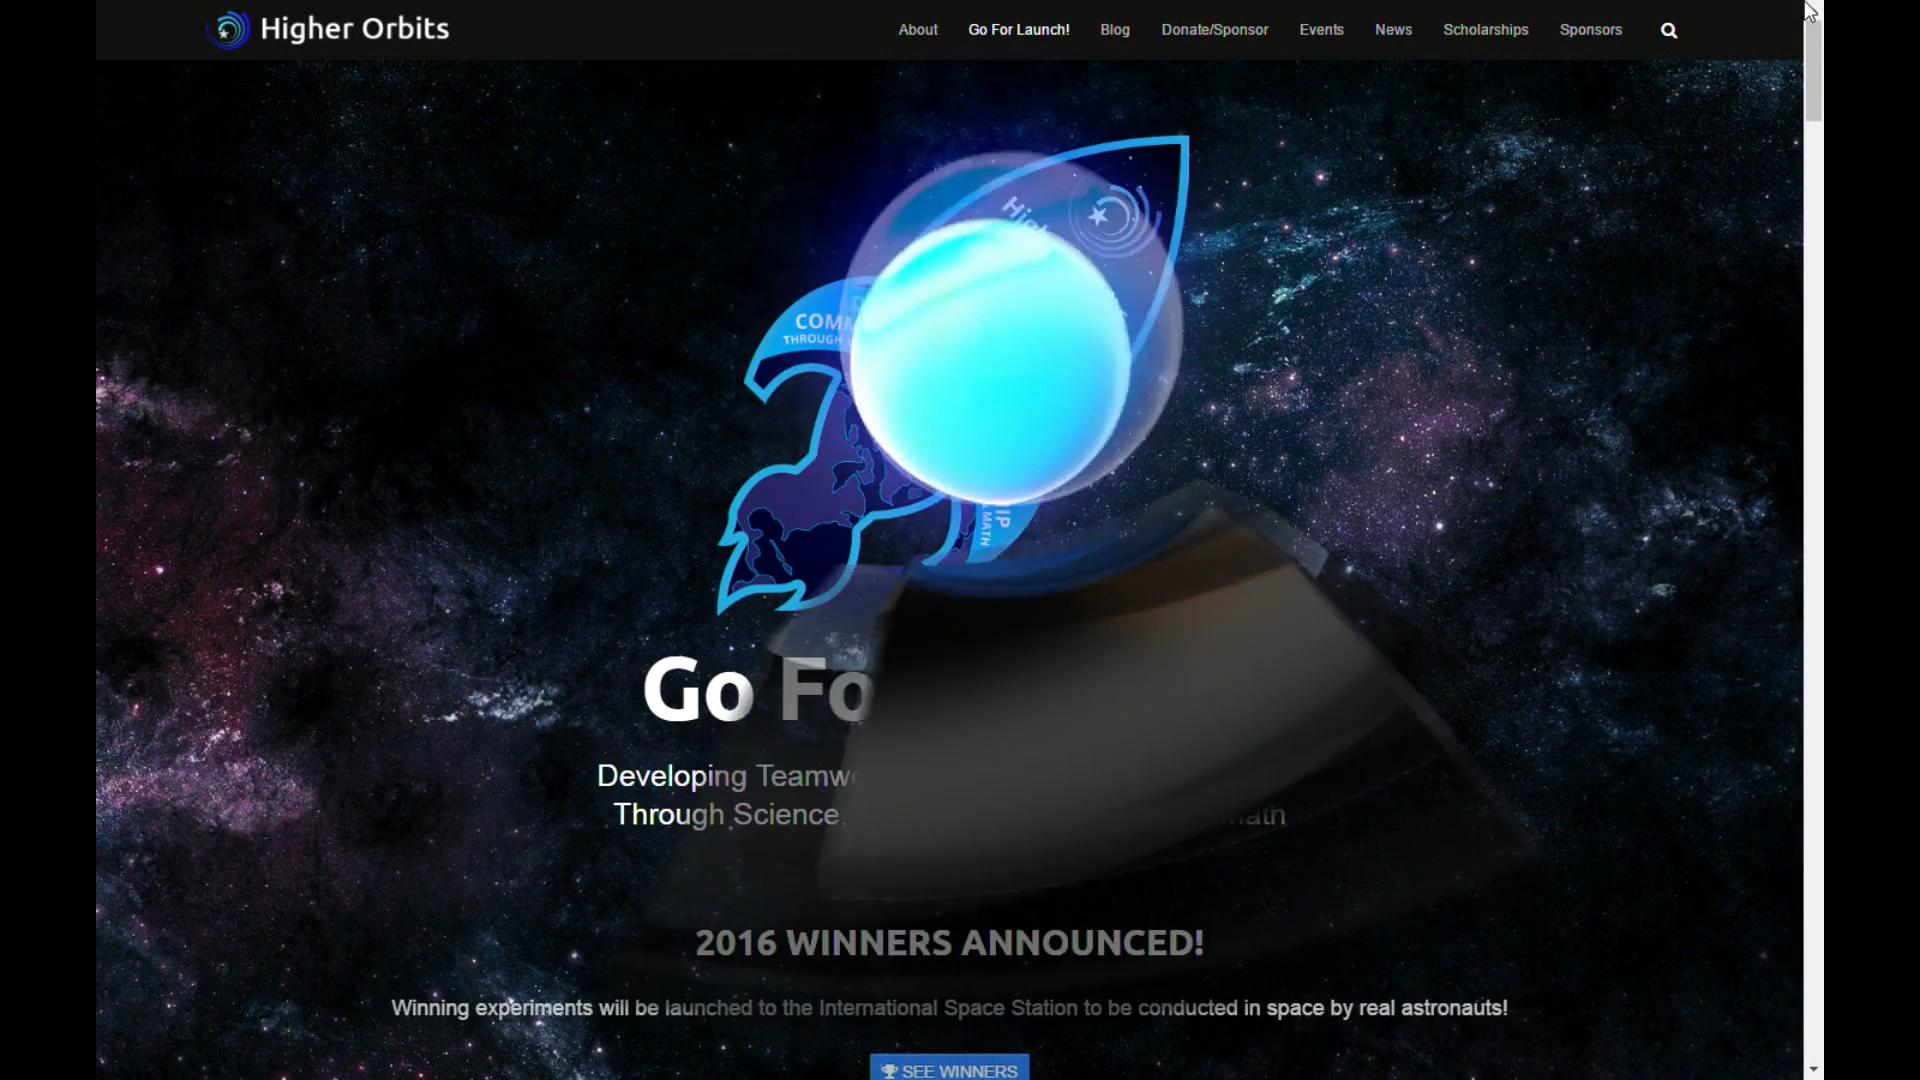 Higher Orbits
About
Go For Launch!
Blog
Donate/Sponsor
Events
News
Scholarships
Sponsors
Go Fo
Developing
Through Science,
2016 WINNERS ANNOUNCED!
Winning experiments will be launched to the International Space Station to be conducted in space by real astronauts!
SEE WINNERS
THROUGH
MATH